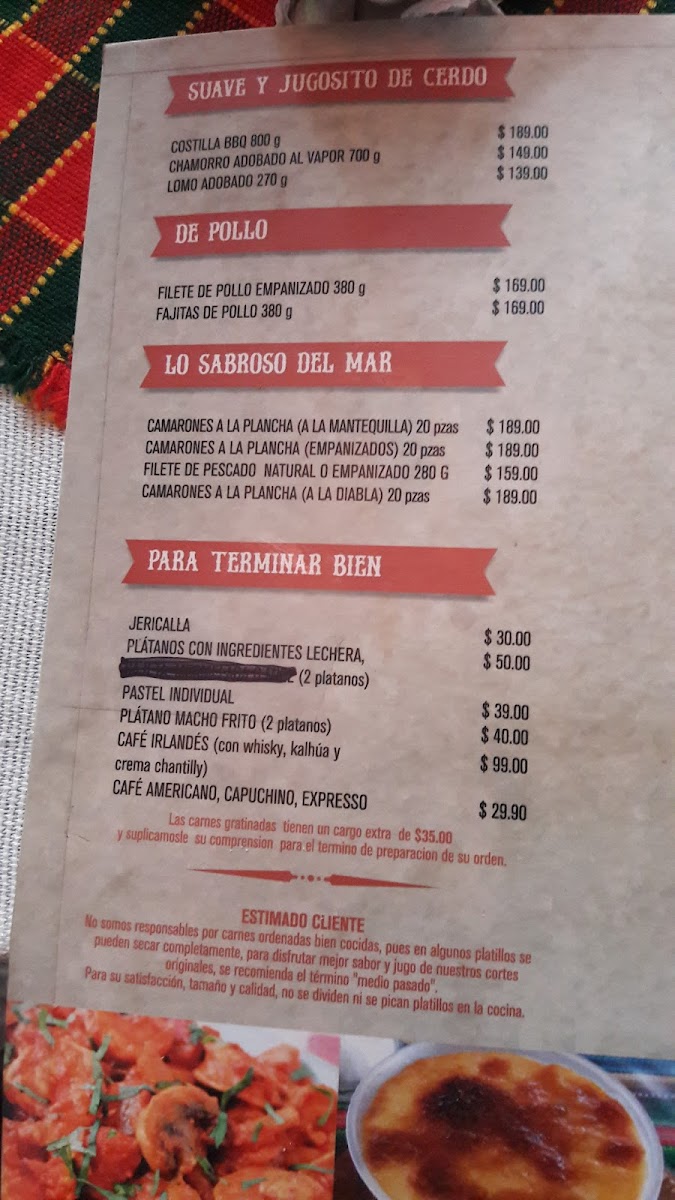 SUAVE Y JUGOSITO DE CERDO
COSTILLA BBQ 800 g $ 189.00
CHAMORRO ADOBADO AL VAPOR 700 g $ 149.00
LOMO ADOBADO 270 g $ 139.00
DE POLLO
FILETE DE POLLO EMPANIZADO 380 g $ 169.00
FAJITAS DE POLLO 380 g $ 169.00
LO SABROSO DEL MAR
CAMARONES A LA PLANCHA (A LA MANTEQUILLA) 20 pzas $ 189.00
CAMARONES A LA PLANCHA (EMPANIZADOS) 20 pzas $ 189.00
FILETE DE PESCADO NATURAL O EMPANIZADO 280 G $ 159.00
CAMARONES A LA PLANCHA (A LA DIABLA) 20 pzas $ 189.00
PARA TERMINAR BIEN
JERICALLA $ 30.00
PLÁTANOS CON INGREDIENTES LECHERA, $ 50.00
(2 platanos)
PASTEL INDIVIDUAL $ 39.00
PLÁTANO MACHO FRITO (2 platanos) $ 40.00
CAFÉ IRLANDÉS (con whisky, kalhúa y $ 99.00
crema chantilly)
CAFÉ AMERICANO, CAPUCHINO, EXPRESSO $ 29.90
Las carnes gratinadas tienen un cargo extra de $35.00
y suplicamosle su comprension para el termino de preparacion de su orden.
ESTIMADO CLIENTE
No somos responsables por carnes ordenadas bien cocidas, pues en algunos platillos se
pueden secar completamente, para disfrutar mejor sabor y jugo de nuestros cortes
originales, se recomienda el término "medio pasado".
Para su satisfacción, tamaño y calidad, no se dividen ni se pican platillos en la cocina.